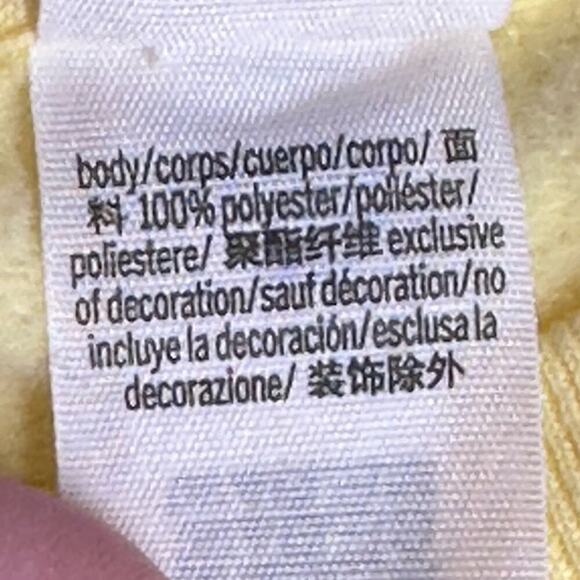 body/corps/cuerpo/corpo/ 面
料 100% polyester/poliéster/
poliestere/ 聚酯纤维 exclusive
of decoration/sauf décoration/no
incluye la decoración/esclusa la
decorazione/ 装饰除外